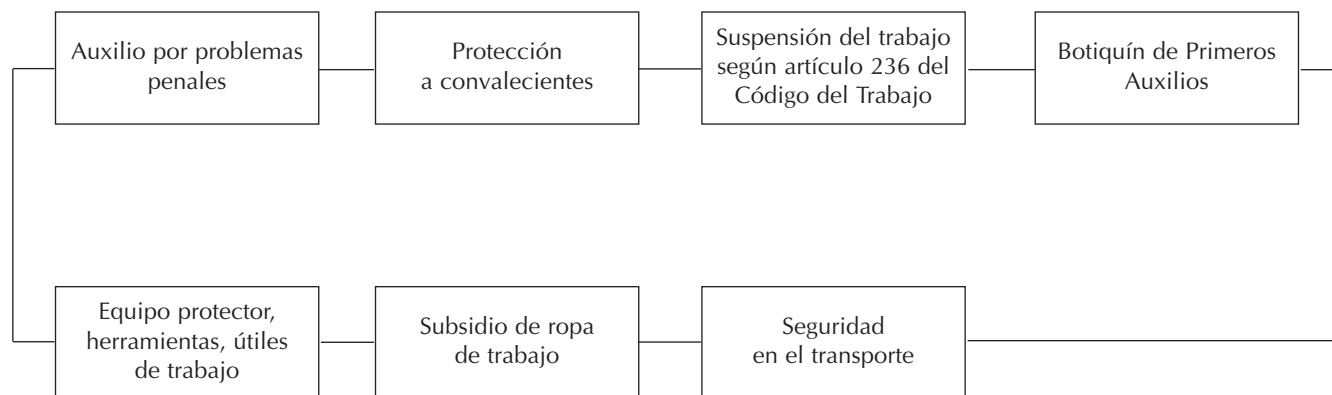 Auxilio por problemas
penales
Protección
a convalecientes
Suspensión del trabajo
según artículo 236 del
Código del Trabajo
Botiquín de Primeros
Auxilios
Equipo protector,
herramientas, útiles
de trabajo
Subsidio de ropa
de trabajo
Seguridad
en el transporte